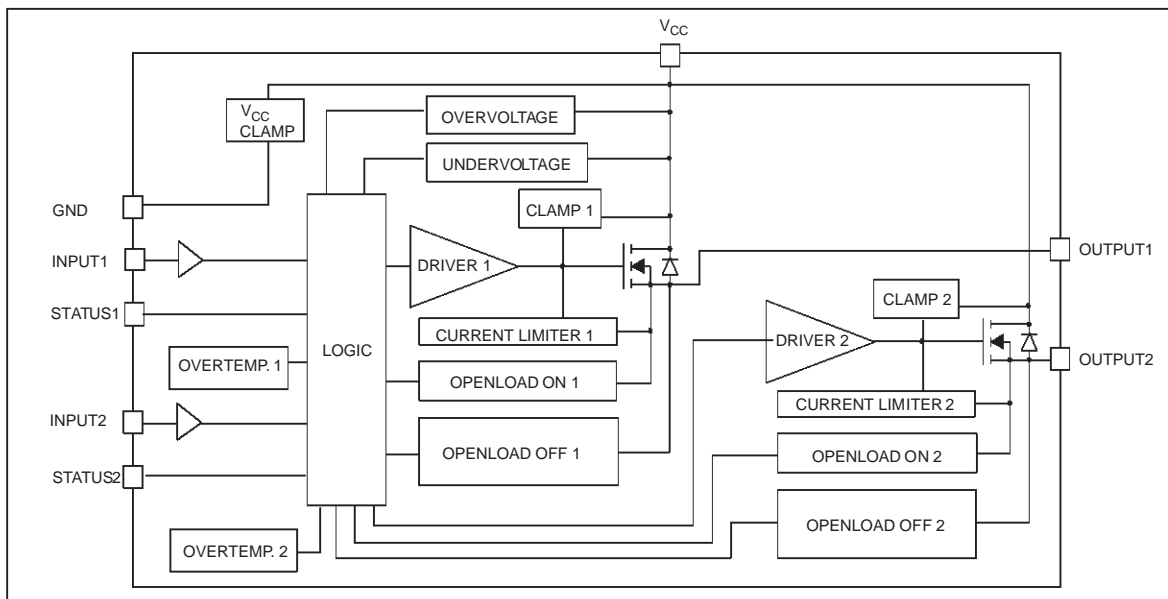 VCC
VCC
CLAMP
OVERVOLTAGE
UNDERVOLTAGE
GND
CLAMP 1
INPUT1
DRIVER 1
OUTPUT1
STATUS1
CLAMP 2
CURRENT LIMITER 1
LOGIC
DRIVER 2
OVERTEMP. 1
OUTPUT2
OPENLOAD ON 1
CURRENT LIMITER 2
INPUT2
OPENLOAD OFF 1
OPENLOAD ON 2
STATUS2
OPENLOAD OFF 2
OVERTEMP. 2